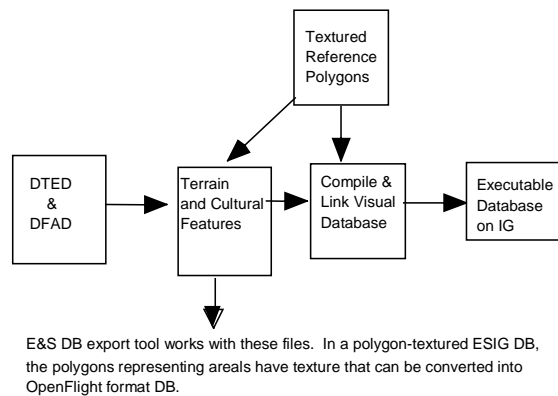 Textured
Reference
Polygons
DTED
&
DFAD
Terrain
and Cultural
Features
Compile &
Link Visual
Database
Executable
Database
on IG
E&S DB export tool works with these files.  In a polygon-textured ESIG DB,
the polygons representing areals have texture that can be converted into
OpenFlight format DB.